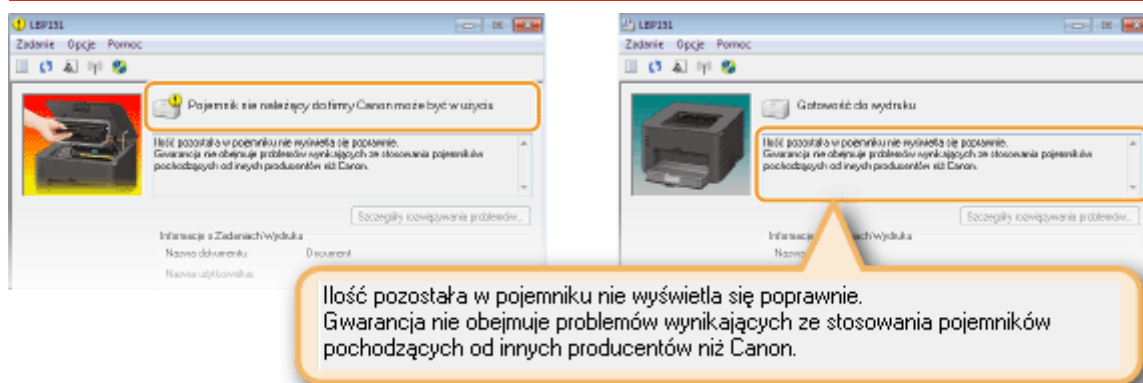 LBP151
Zadanie Opcje Pomoc
Pojemnik nie należący do firmy Canon może być w użyciu
Ilość pozostała w pojemniku nie wyświetla się poprawnie.
Gwarancja nie obejmuje problemów wynikających ze stosowania pojemników
pochodzących od innych producentów niż Canon.
Szczegóły rozwiązywania problemów...
Informacje o Zadaniach/Wydruku
Nazwa dokumentu: Document
Nazwa użytkownika:
LBP151
Zadanie Opcje Pomoc
Gotowość do wydruku
Ilość pozostała w pojemniku nie wyświetla się poprawnie.
Gwarancja nie obejmuje problemów wynikających ze stosowania pojemników
pochodzących od innych producentów niż Canon.
Szczegóły rozwiązywania problemów...
Ilość pozostała w pojemniku nie wyświetla się poprawnie.
Gwarancja nie obejmuje problemów wynikających ze stosowania pojemników
pochodzących od innych producentów niż Canon.